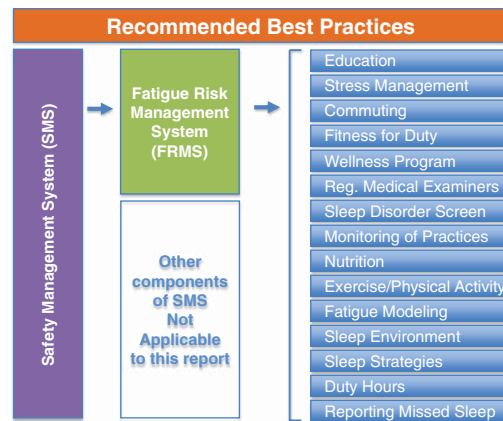 Recommended Best Practices
Safety Management System (SMS)
Fatigue Risk
Management
System
(FRMS)
Other
components
of SMS
Not
Applicable
to this report
Education
Stress Management
Commuting
Fitness for Duty
Wellness Program
Reg. Medical Examiners
Sleep Disorder Screen
Monitoring of Practices
Nutrition
Exercise/Physical Activity
Fatigue Modeling
Sleep Environment
Sleep Strategies
Duty Hours
Reporting Missed Sleep